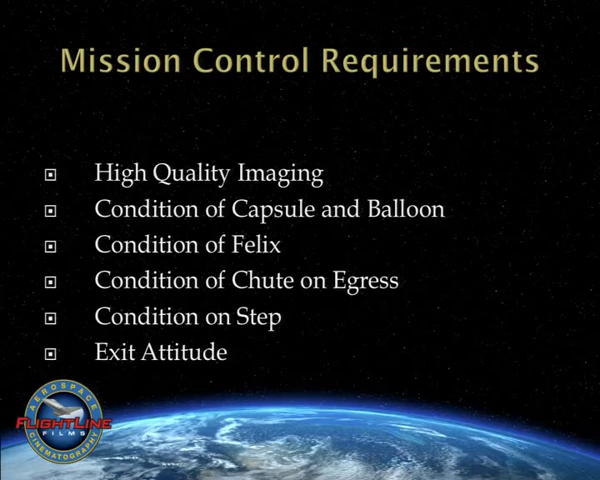 Mission Control Requirements
High Quality Imaging
Condition of Capsule and Balloon
Condition of Felix
Condition of Chute on Egress
Condition on Step
Exit Attitude
AEROSPACE
FLIGHTLINE
FILMS
CINEMATOGRAPHY